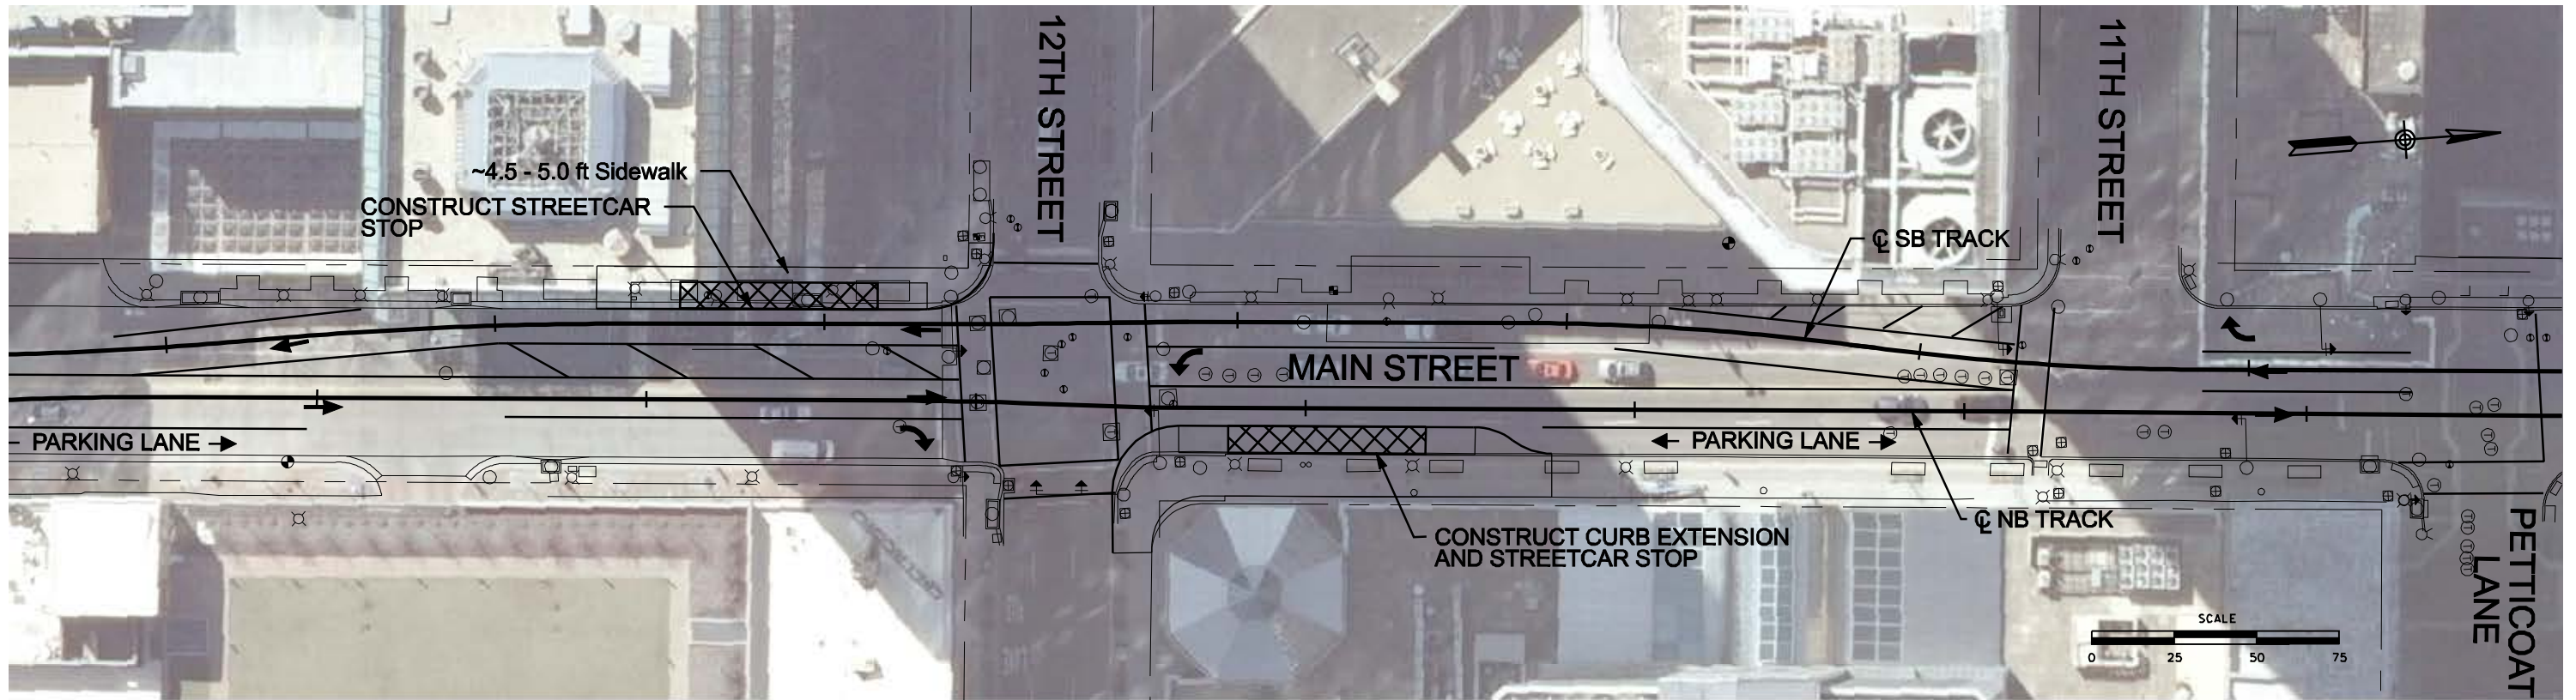 12TH STREET
11TH STREET
~4.5 - 5.0 ft Sidewalk
CONSTRUCT STREETCAR
STOP
℄ SB TRACK
MAIN STREET
PARKING LANE
PARKING LANE
℄ NB TRACK
CONSTRUCT CURB EXTENSION
AND STREETCAR STOP
PETTICOAT
LANE
SCALE
0 25 50 75